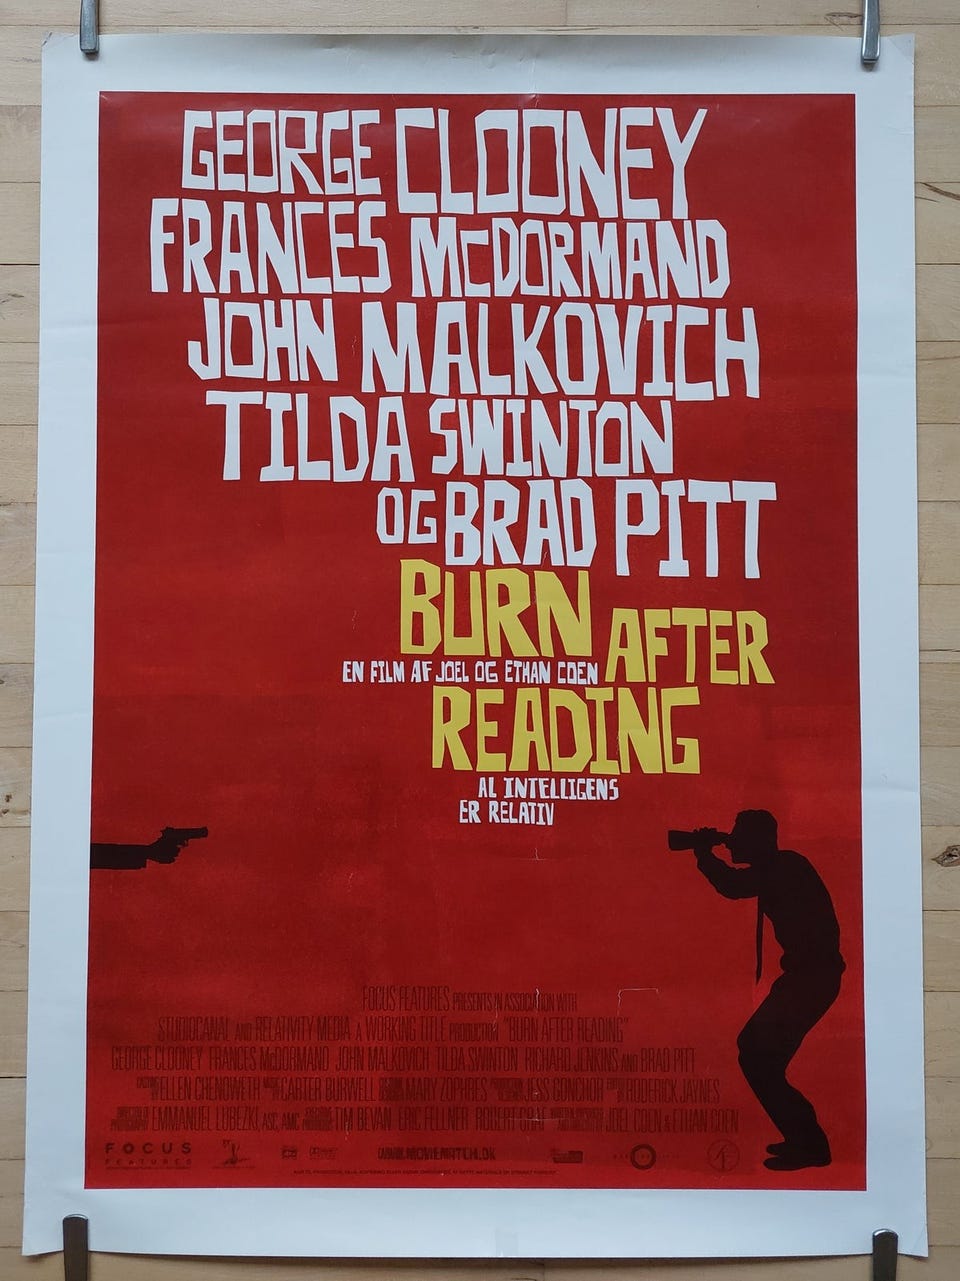 GEORGE CLOONEY
FRANCES McDORMAND
JOHN MALKOVICH
TILDA SWINTON
OG BRAD PITT
BURN AFTER
EN FILM AF JOEL OG ETHAN COEN
READING
AL INTELLIGENS
ER RELATIV
FOCUS FEATURES PRESENTS IN ASSOCIATION WITH
STUDIOCANAL AND RELATIVITY MEDIA A WORKING TITLE PRODUCTION "BURN AFTER READING"
GEORGE CLOONEY FRANCES McDORMAND JOHN MALKOVICH TILDA SWINTON RICHARD JENKINS AND BRAD PITT
ELLEN CHENOWETH CARTER BURWELL MARY ZOPHRES JESS GONCHOR RODERICK JAYNES
EMMANUEL LUBEZKI, ASC, AMC TIM BEVAN ERIC FELLNER ROBERT GRAF JOEL COEN & ETHAN COEN
FOCUS
FEATURES
WWW.MOVIEMATCH.DK